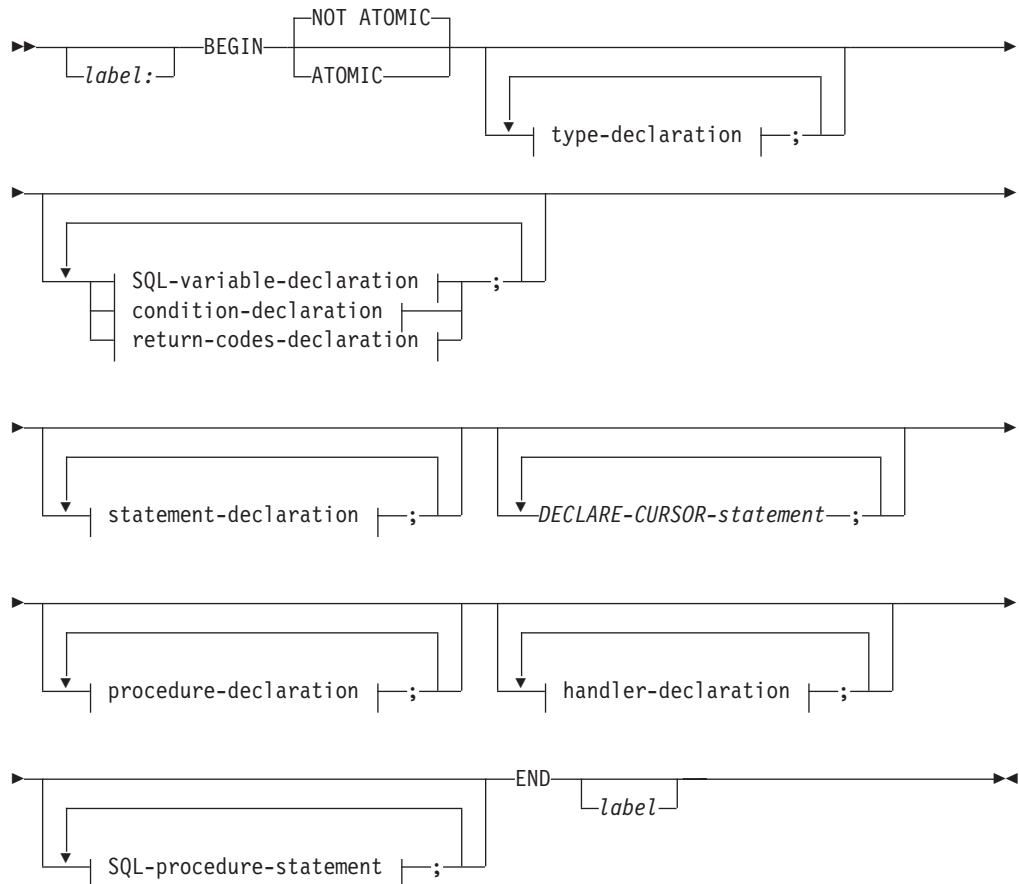 NOT ATOMIC
BEGIN
label:
ATOMIC
type-declaration ;
SQL-variable-declaration ;
condition-declaration
return-codes-declaration
statement-declaration ;
DECLARE-CURSOR-statement ;
procedure-declaration ;
handler-declaration ;
END
label
SQL-procedure-statement ;